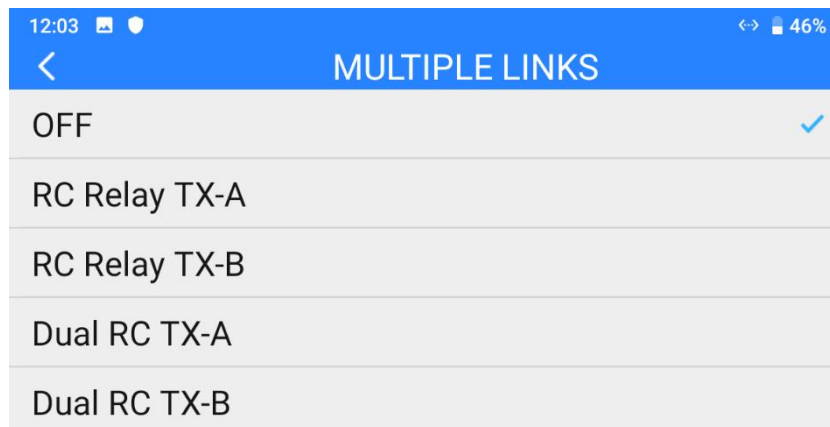 12:03 46%
MULTIPLE LINKS
OFF
RC Relay TX-A
RC Relay TX-B
Dual RC TX-A
Dual RC TX-B